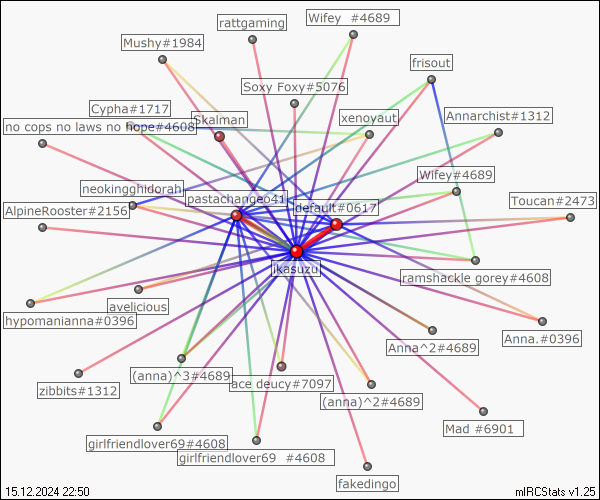 Wifey  #4689
rattgaming
Mushy#1984
frisout
Soxy Foxy#5076
Cypha#1717
Skalman
xenoyaut
Annarchist#1312
no cops no laws no hope#4608
Wifey#4689
neokingghidorah
pastachange041
Toucan#2473
AlpineRooster#2156
default#0617
ikasuzu
ramshackle gorey#4608
avelicious
hypomanianna#0396
Anna.#0396
Anna^2#4689
(anna)^3#4689
ace deucy#7097
zibbits#1312
(anna)^2#4689
Mad #6901
girlfriendlover69#4608
girlfriendlover69  #4608
fakedingo
15.12.2024 22:50
mIRCStats v1.25